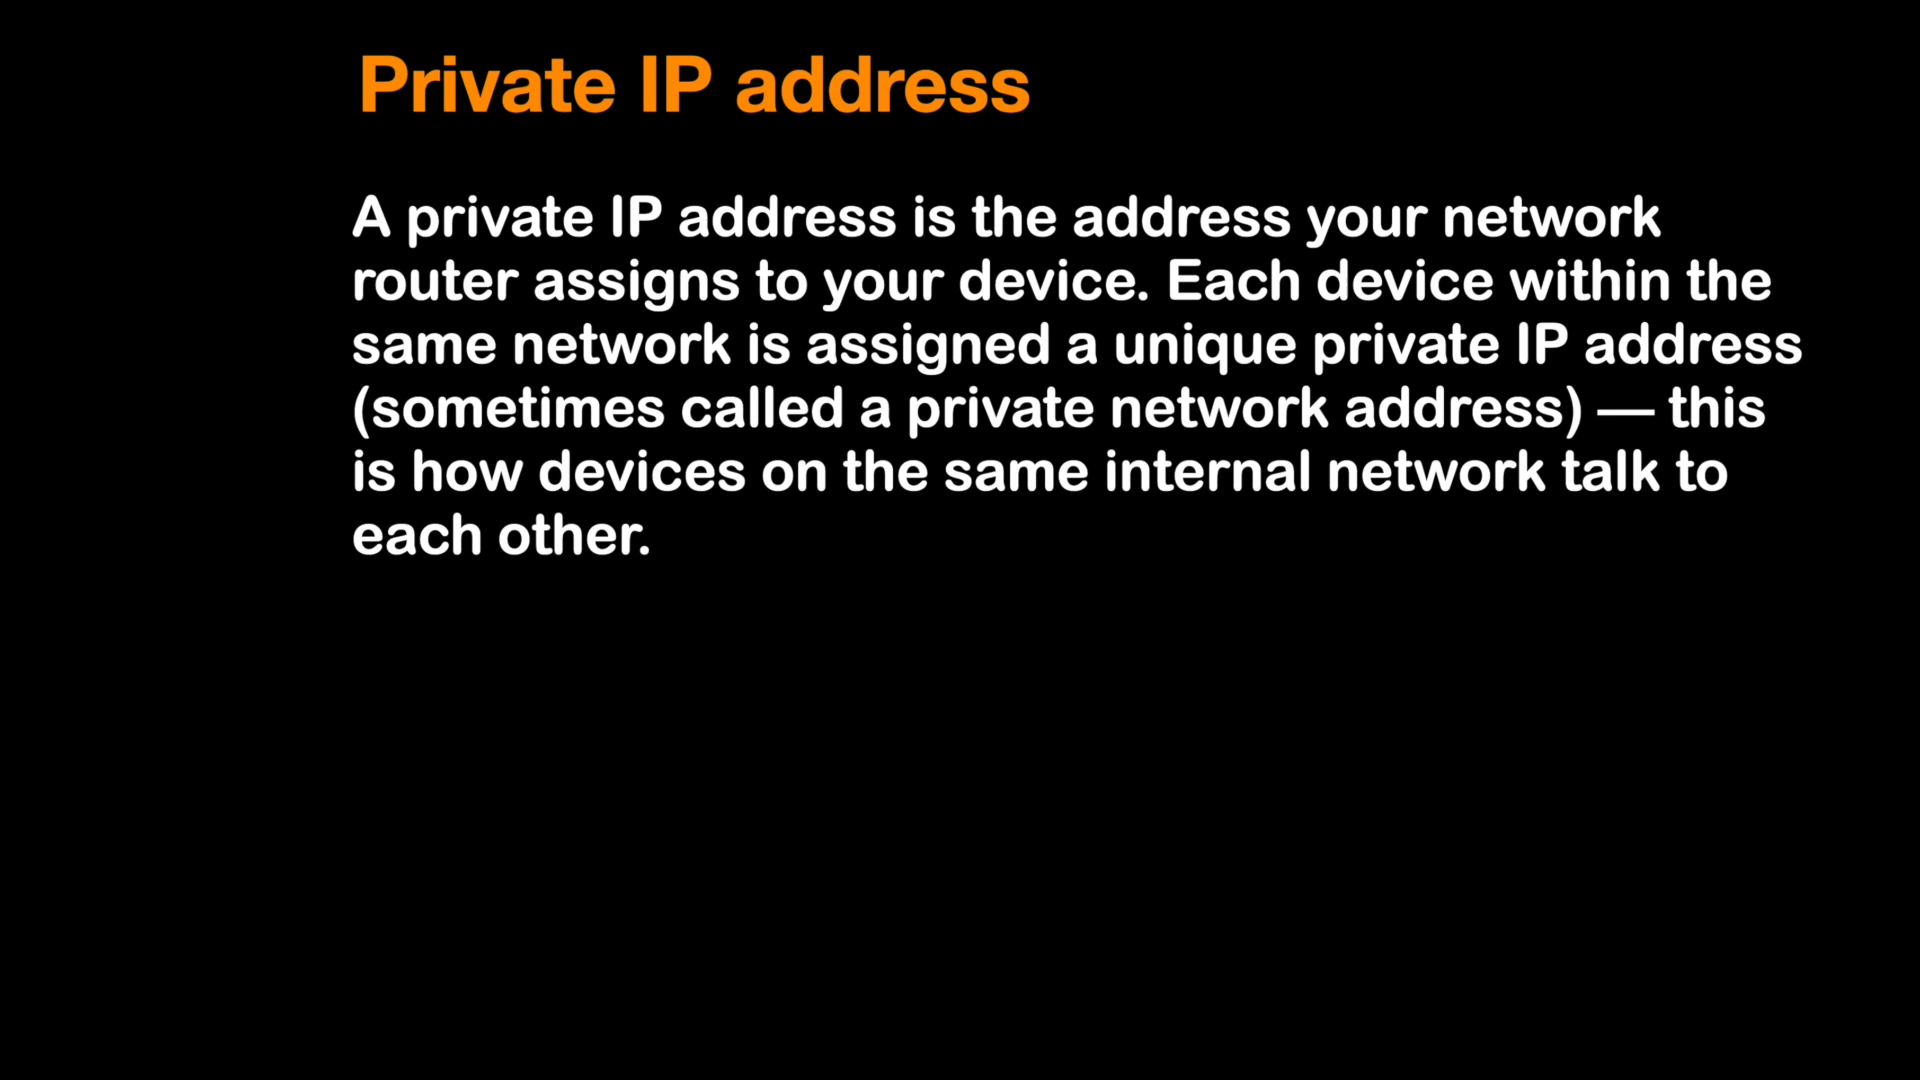 Private IP address
A private IP address is the address your network
router assigns to your device. Each device within the
same network is assigned a unique private IP address
(sometimes called a private network address) — this
is how devices on the same internal network talk to
each other.